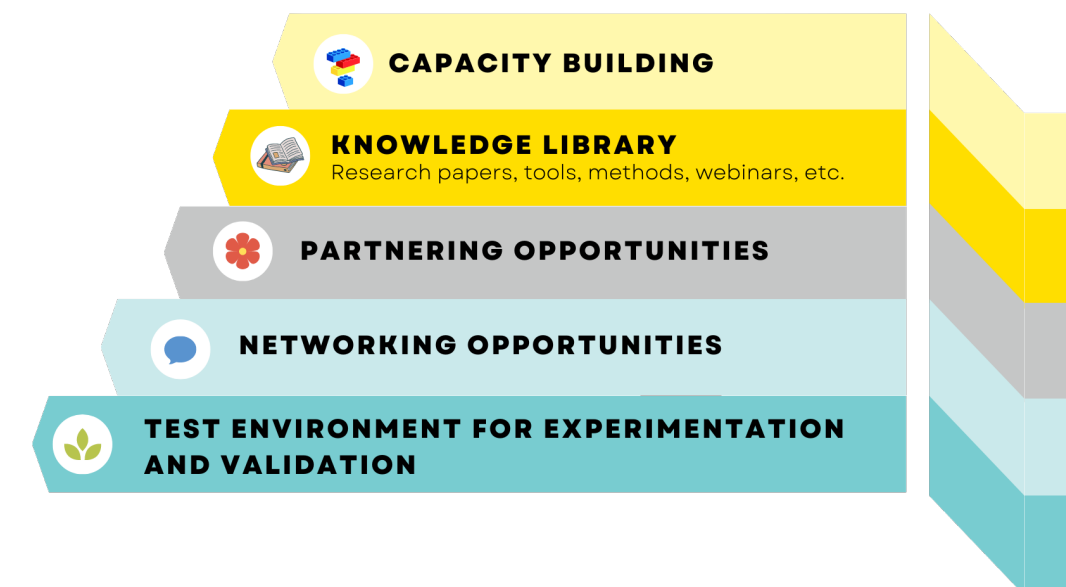 CAPACITY BUILDING
KNOWLEDGE LIBRARY
Research papers, tools, methods, webinars, etc.
PARTNERING OPPORTUNITIES
NETWORKING OPPORTUNITIES
TEST ENVIRONMENT FOR EXPERIMENTATION
AND VALIDATION